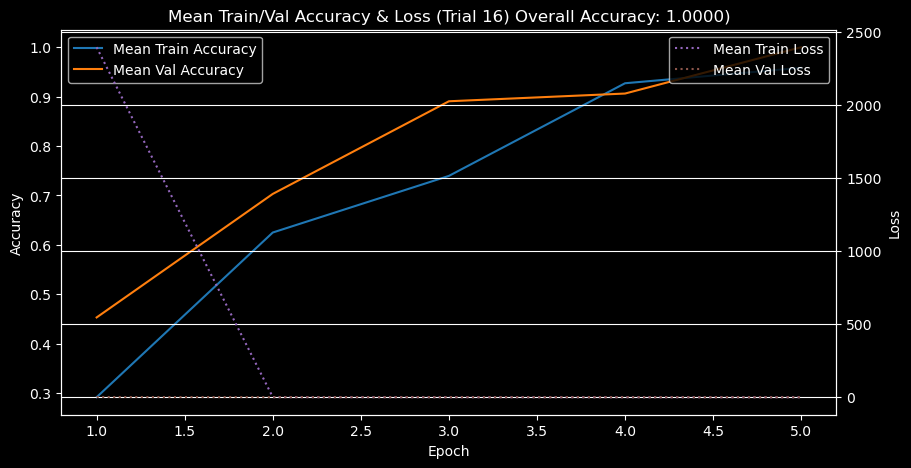 Mean Train/Val Accuracy & Loss (Trial 16) Overall Accuracy: 1.0000)
Mean Train Accuracy
Mean Val Accuracy
Mean Train Loss
Mean Val Loss
Accuracy
1.0
0.9
0.8
0.7
0.6
0.5
0.4
0.3
2500
2000
1500
1000
500
0
Loss
1.0
1.5
2.0
2.5
3.0
3.5
4.0
4.5
5.0
Epoch